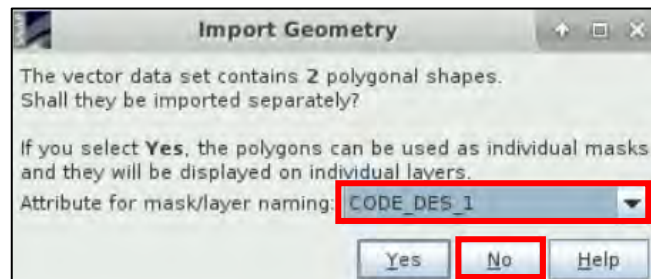 SNAP
Import Geometry
The vector data set contains 2 polygonal shapes.
Shall they be imported separately?
If you select Yes, the polygons can be used as individual masks
and they will be displayed on individual layers.
Attribute for mask/layer naming: CODE_DES_1
Yes No Help